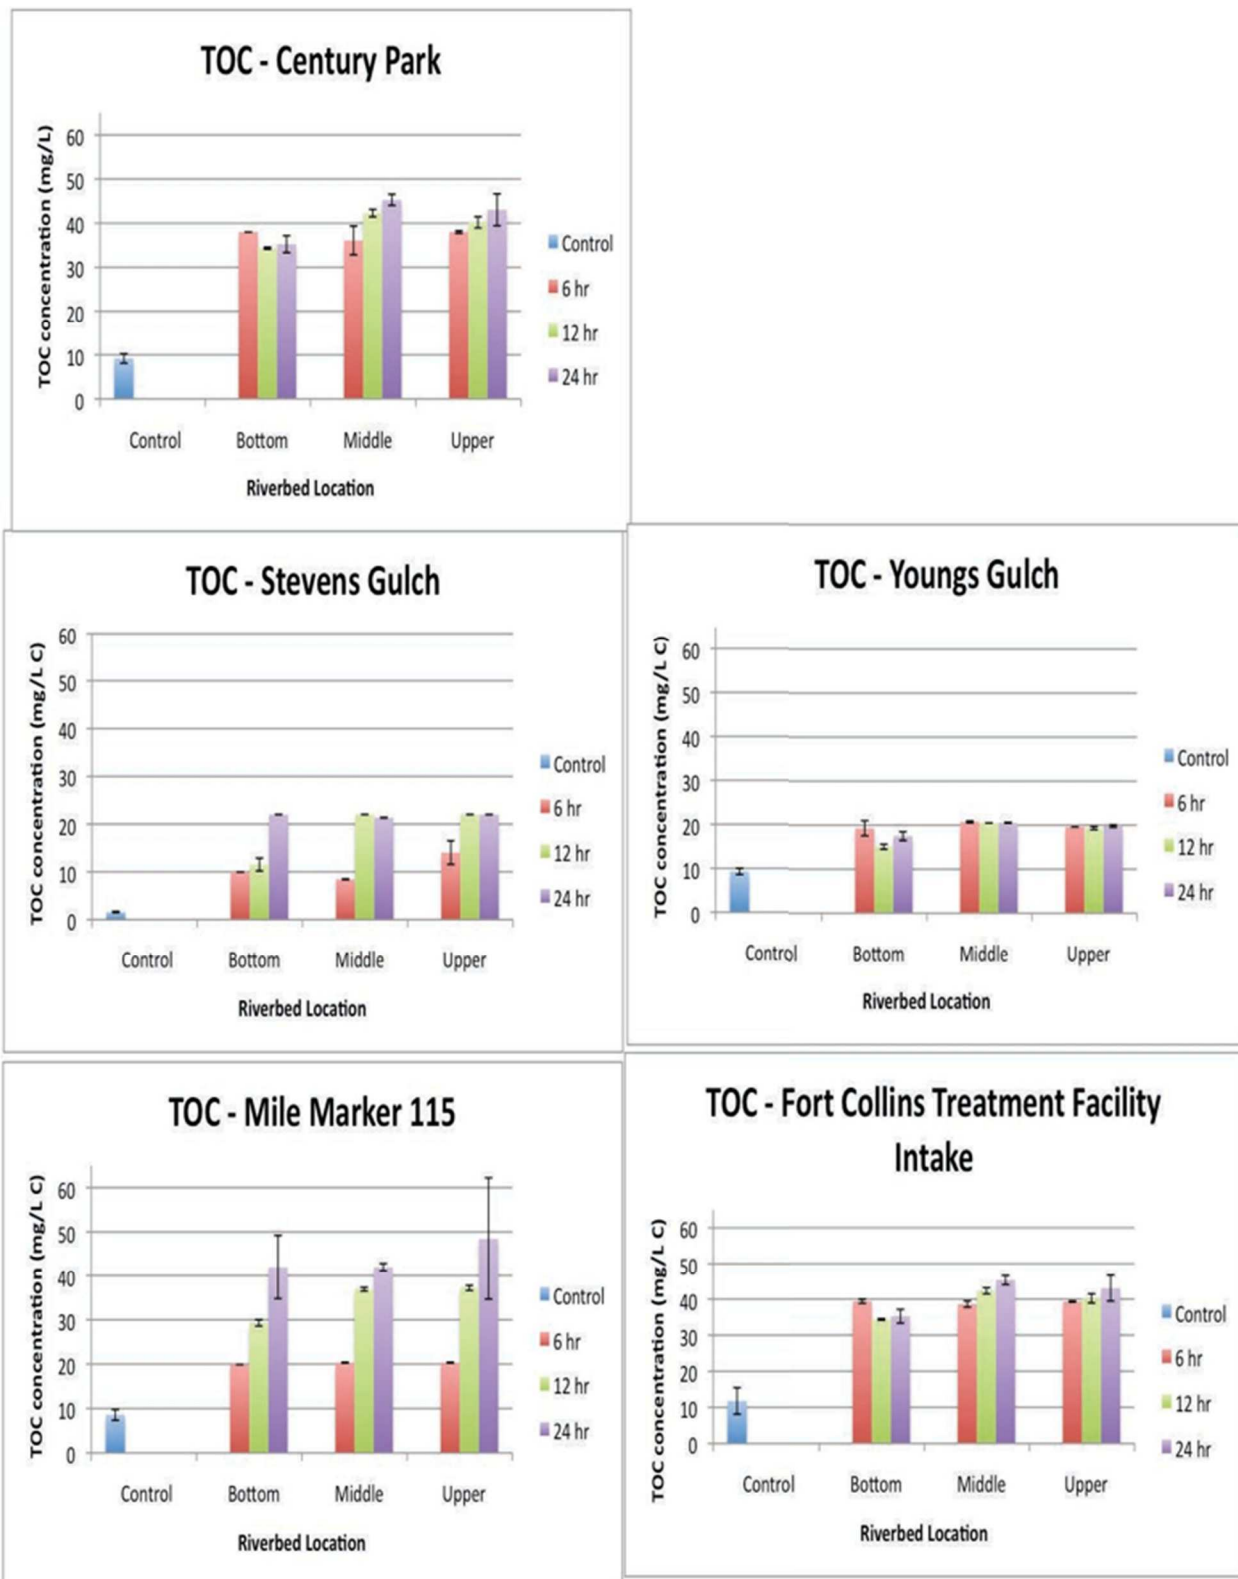 TOC - Century Park
TOC concentration (mg/L)
60
50
40
30
20
10
0
Control
Bottom
Middle
Upper
Riverbed Location
Control
6 hr
12 hr
24 hr
TOC - Stevens Gulch
TOC concentration (mg/L C)
60
50
40
30
20
10
0
Control
Bottom
Middle
Upper
Riverbed Location
Control
6 hr
12 hr
24 hr
TOC - Youngs Gulch
TOC concentration (mg/L C)
60
50
40
30
20
10
0
Control
Bottom
Middle
Upper
Riverbed Location
Control
6 hr
12 hr
24 hr
TOC - Mile Marker 115
TOC concentration (mg/L C)
60
50
40
30
20
10
0
Control
Bottom
Middle
Upper
Riverbed Location
Control
6 hr
12 hr
24 hr
TOC - Fort Collins Treatment Facility
Intake
TOC concentration (mg/L C)
60
50
40
30
20
10
0
Control
Bottom
Middle
Upper
Riverbed Location
Control
6 hr
12 hr
24 hr